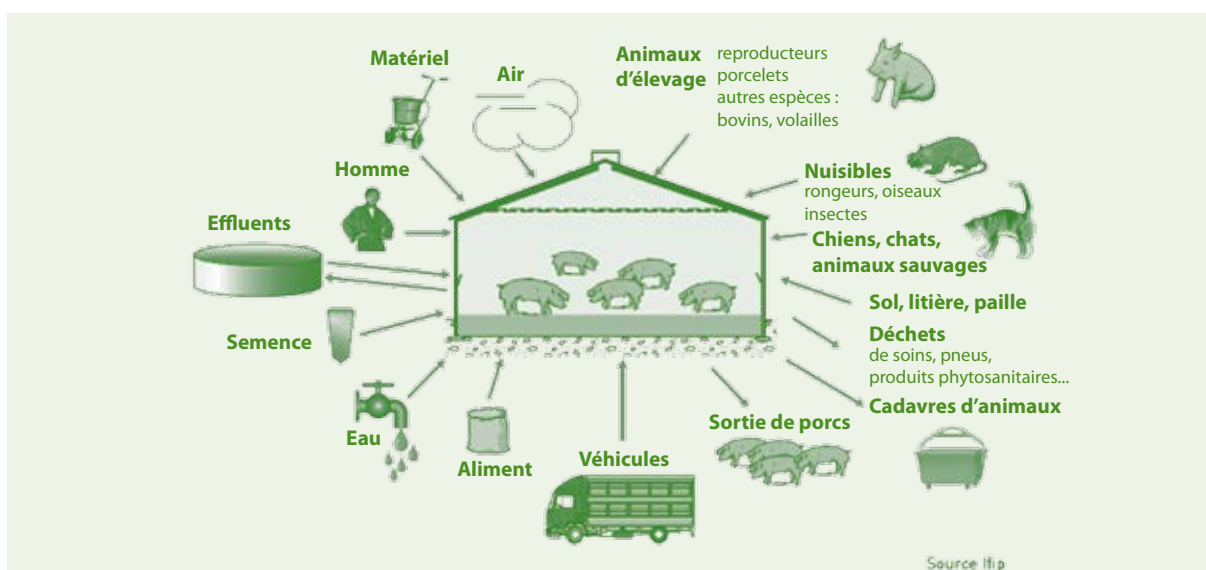 Matériel
Air
Animaux
d'élevage
reproducteurs
porcelets
autres espèces :
bovins, volailles
Homme
Nuisibles
rongeurs, oiseaux
insectes
Effluents
Chiens, chats,
animaux sauvages
Sol, litière, paille
Semence
Déchets
de soins, pneus,
produits phytosanitaires...
Cadavres d'animaux
Eau
Aliment
Véhicules
Sortie de porcs
Source Ifip